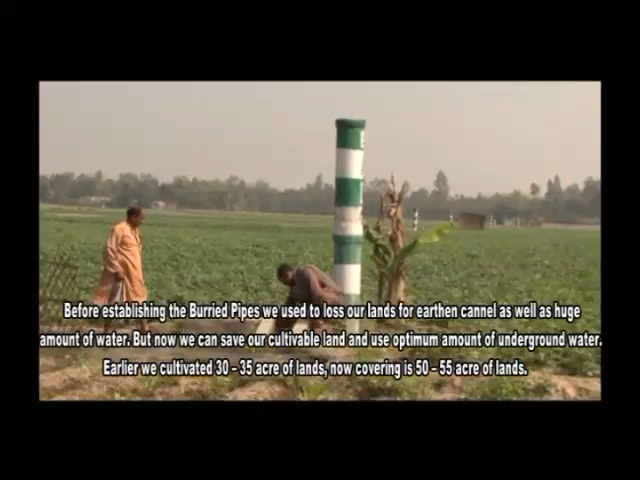 Before establishing the Burried Pipes we used to loss our lands for earthen cannel as well as huge
amount of water. But now we can save our cultivable land and use optimum amount of underground water.
Earlier we cultivated 30 - 35 acre of lands, now covering is 50 - 55 acre of lands.